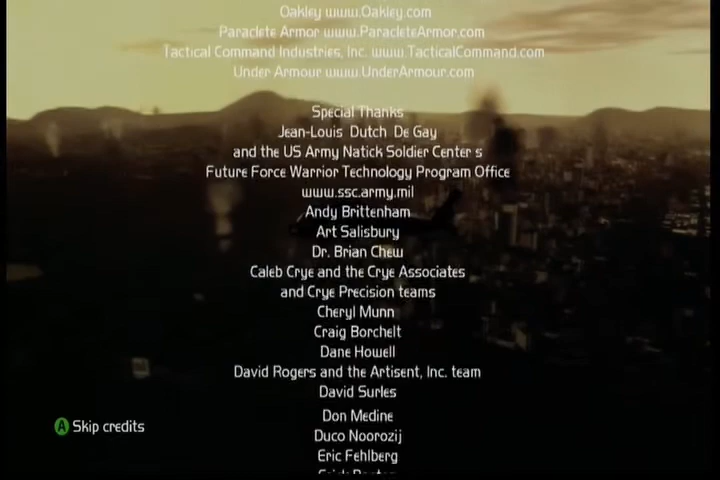 Oakley www.Oakley.com
Paraclete Armor www.ParacleteArmor.com
Tactical Command Industries, Inc. www.TacticalCommand.com
Under Armour www.UnderArmour.com
Special Thanks
Jean-Louis Dutch De Gay
and the US Army Natick Soldier Center s
Future Force Warrior Technology Program Office
www.ssc.army.mil
Andy Brittenham
Art Salisbury
Dr. Brian Chew
Caleb Crye and the Crye Associates
and Crye Precision teams
Cheryl Munn
Craig Borchelt
Dane Howell
David Rogers and the Artisent, Inc. team
David Surles
Don Medine
Duco Noorozij
Eric Fehlberg
A Skip credits